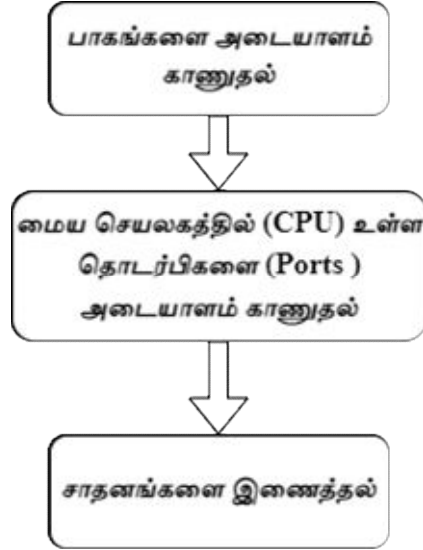 பாகங்களை அடையாளம்
காணுதல்
மைய செயலகத்தில் (CPU) உள்ள
தொடர்பிகளை (Ports )
அடையாளம் காணுதல்
சாதனங்களை இணைத்தல்